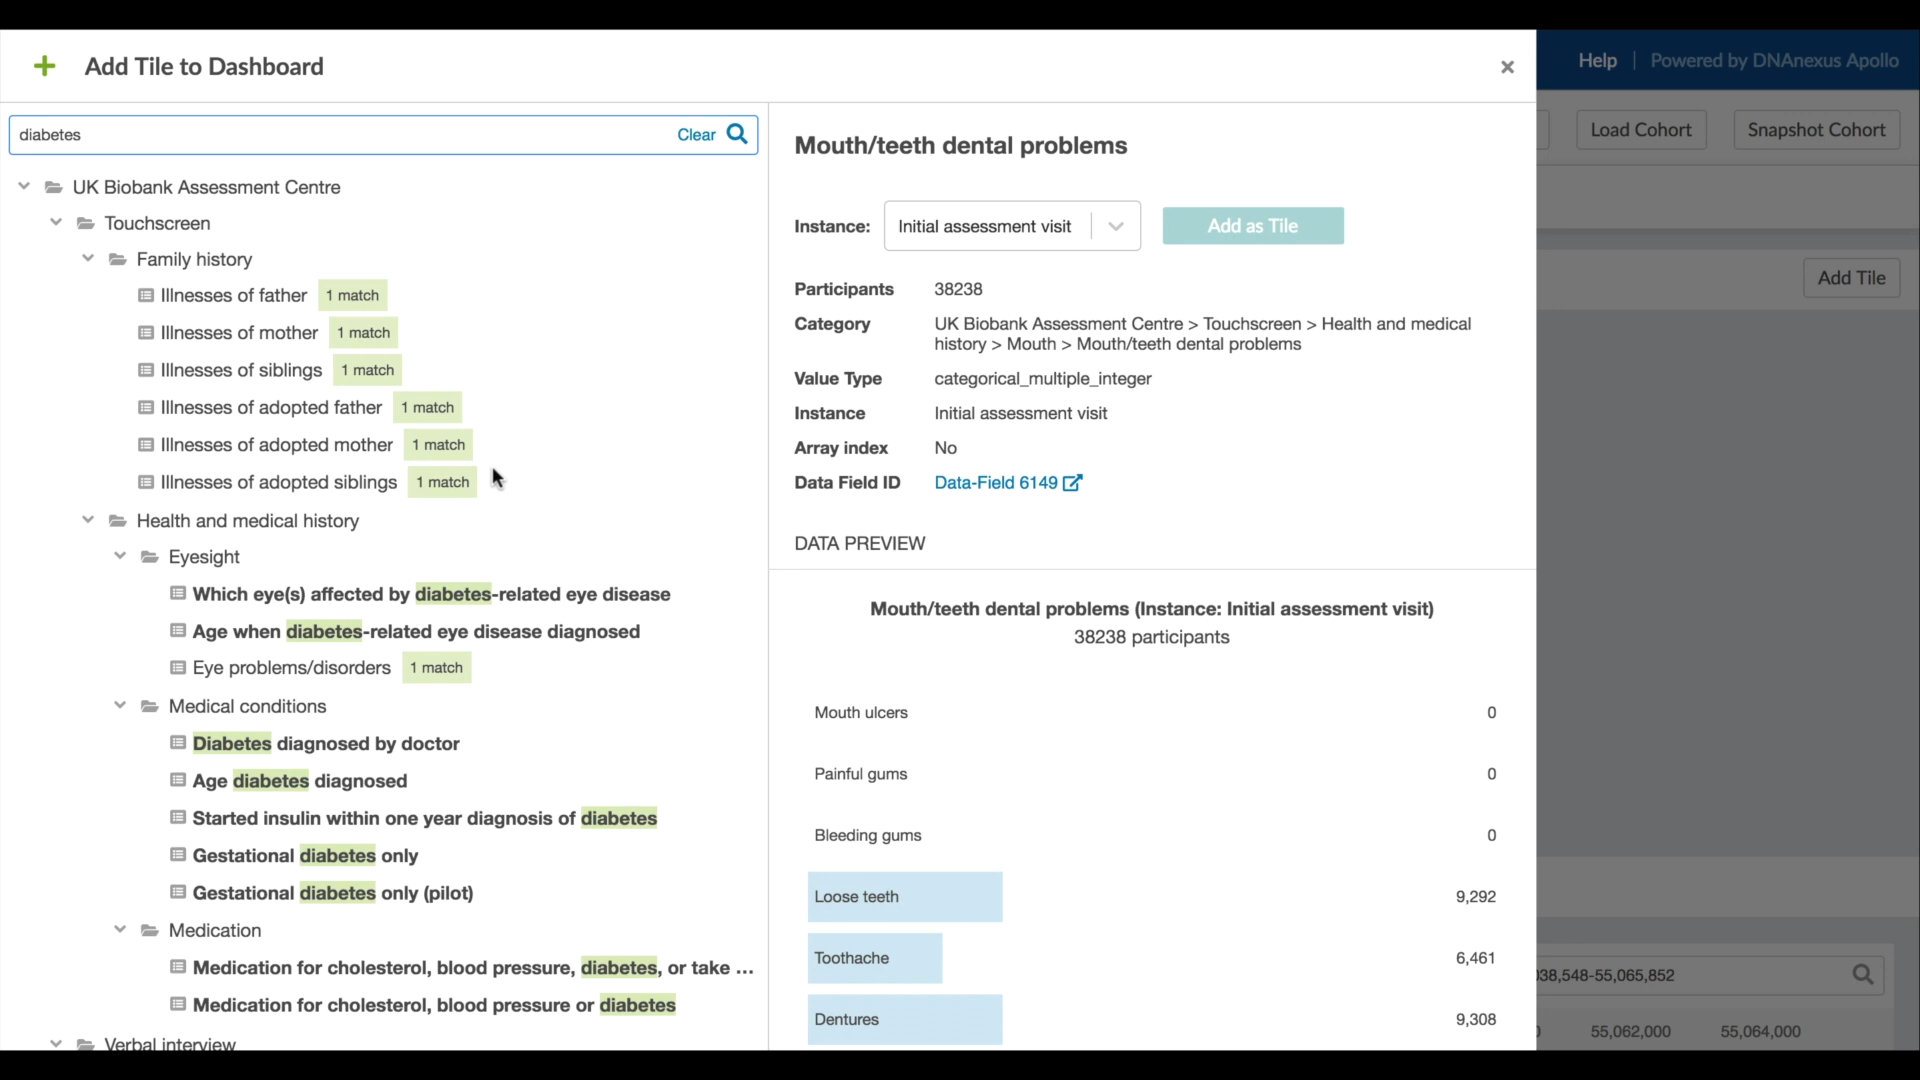 Add Tile to Dashboard
Help | Powered by DNAnexus Apollo
Load Cohort
Snapshot Cohort
Add Tile
diabetes
Clear
UK Biobank Assessment Centre
Touchscreen
Family history
Illnesses of father 1 match
Illnesses of mother 1 match
Illnesses of siblings 1 match
Illnesses of adopted father 1 match
Illnesses of adopted mother 1 match
Illnesses of adopted siblings 1 match
Health and medical history
Eyesight
Which eye(s) affected by diabetes-related eye disease
Age when diabetes-related eye disease diagnosed
Eye problems/disorders 1 match
Medical conditions
Diabetes diagnosed by doctor
Age diabetes diagnosed
Started insulin within one year diagnosis of diabetes
Gestational diabetes only
Gestational diabetes only (pilot)
Medication
Medication for cholesterol, blood pressure, diabetes, or take ...
Medication for cholesterol, blood pressure or diabetes
Verbal interview
Mouth/teeth dental problems
Instance: Initial assessment visit
Add as Tile
Participants 38238
Category UK Biobank Assessment Centre > Touchscreen > Health and medical
history > Mouth > Mouth/teeth dental problems
Value Type categorical_multiple_integer
Instance Initial assessment visit
Array index No
Data Field ID Data-Field 6149
DATA PREVIEW
Mouth/teeth dental problems (Instance: Initial assessment visit)
38238 participants
Mouth ulcers 0
Painful gums 0
Bleeding gums 0
Loose teeth 9,292
Toothache 6,461
Dentures 9,308
38,548-55,065,852
55,062,000 55,064,000